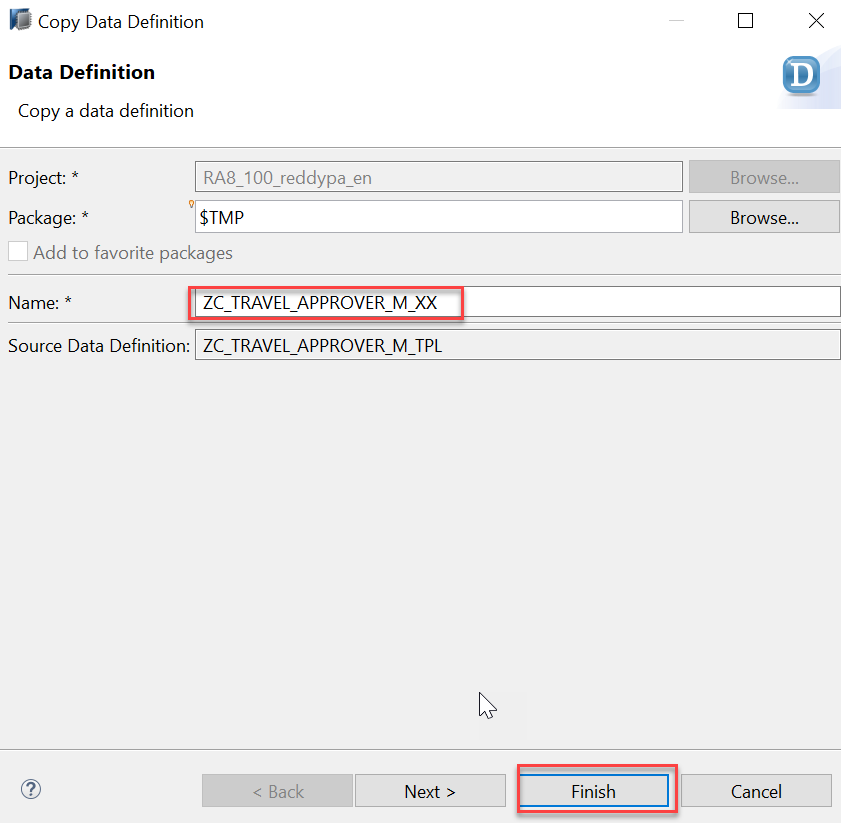 Copy Data Definition
Data Definition
D
Copy a data definition
Project: * RA8_100_reddypa_en Browse...
Package: * $TMP Browse...
Add to favorite packages
Name: * ZC_TRAVEL_APPROVER_M_XX
Source Data Definition: ZC_TRAVEL_APPROVER_M_TPL
? < Back Next > Finish Cancel